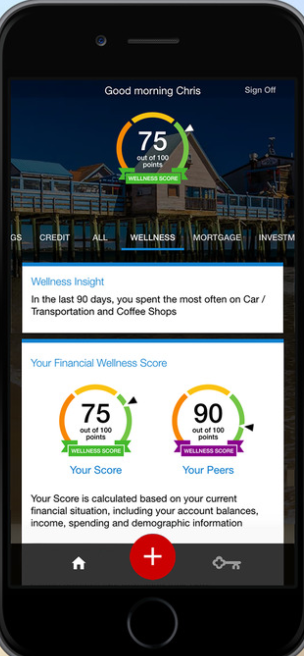 Good morning Chris
Sign Off
75
out of 100
points
WELLNESS SCORE
GS CREDIT ALL WELLNESS MORTGAGE INVESTM
Wellness Insight
In the last 90 days, you spent the most often on Car /
Transportation and Coffee Shops
Your Financial Wellness Score
75
out of 100
points
WELLNESS SCORE
Your Score
90
out of 100
points
WELLNESS SCORE
Your Peers
Your Score is calculated based on your current
financial situation, including your account balances,
income, spending and demographic information